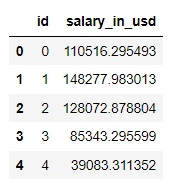 id salary_in_usd
0 0 110516.295493
1 1 148277.983013
2 2 128072.878804
3 3 85343.295599
4 4 39083.311352